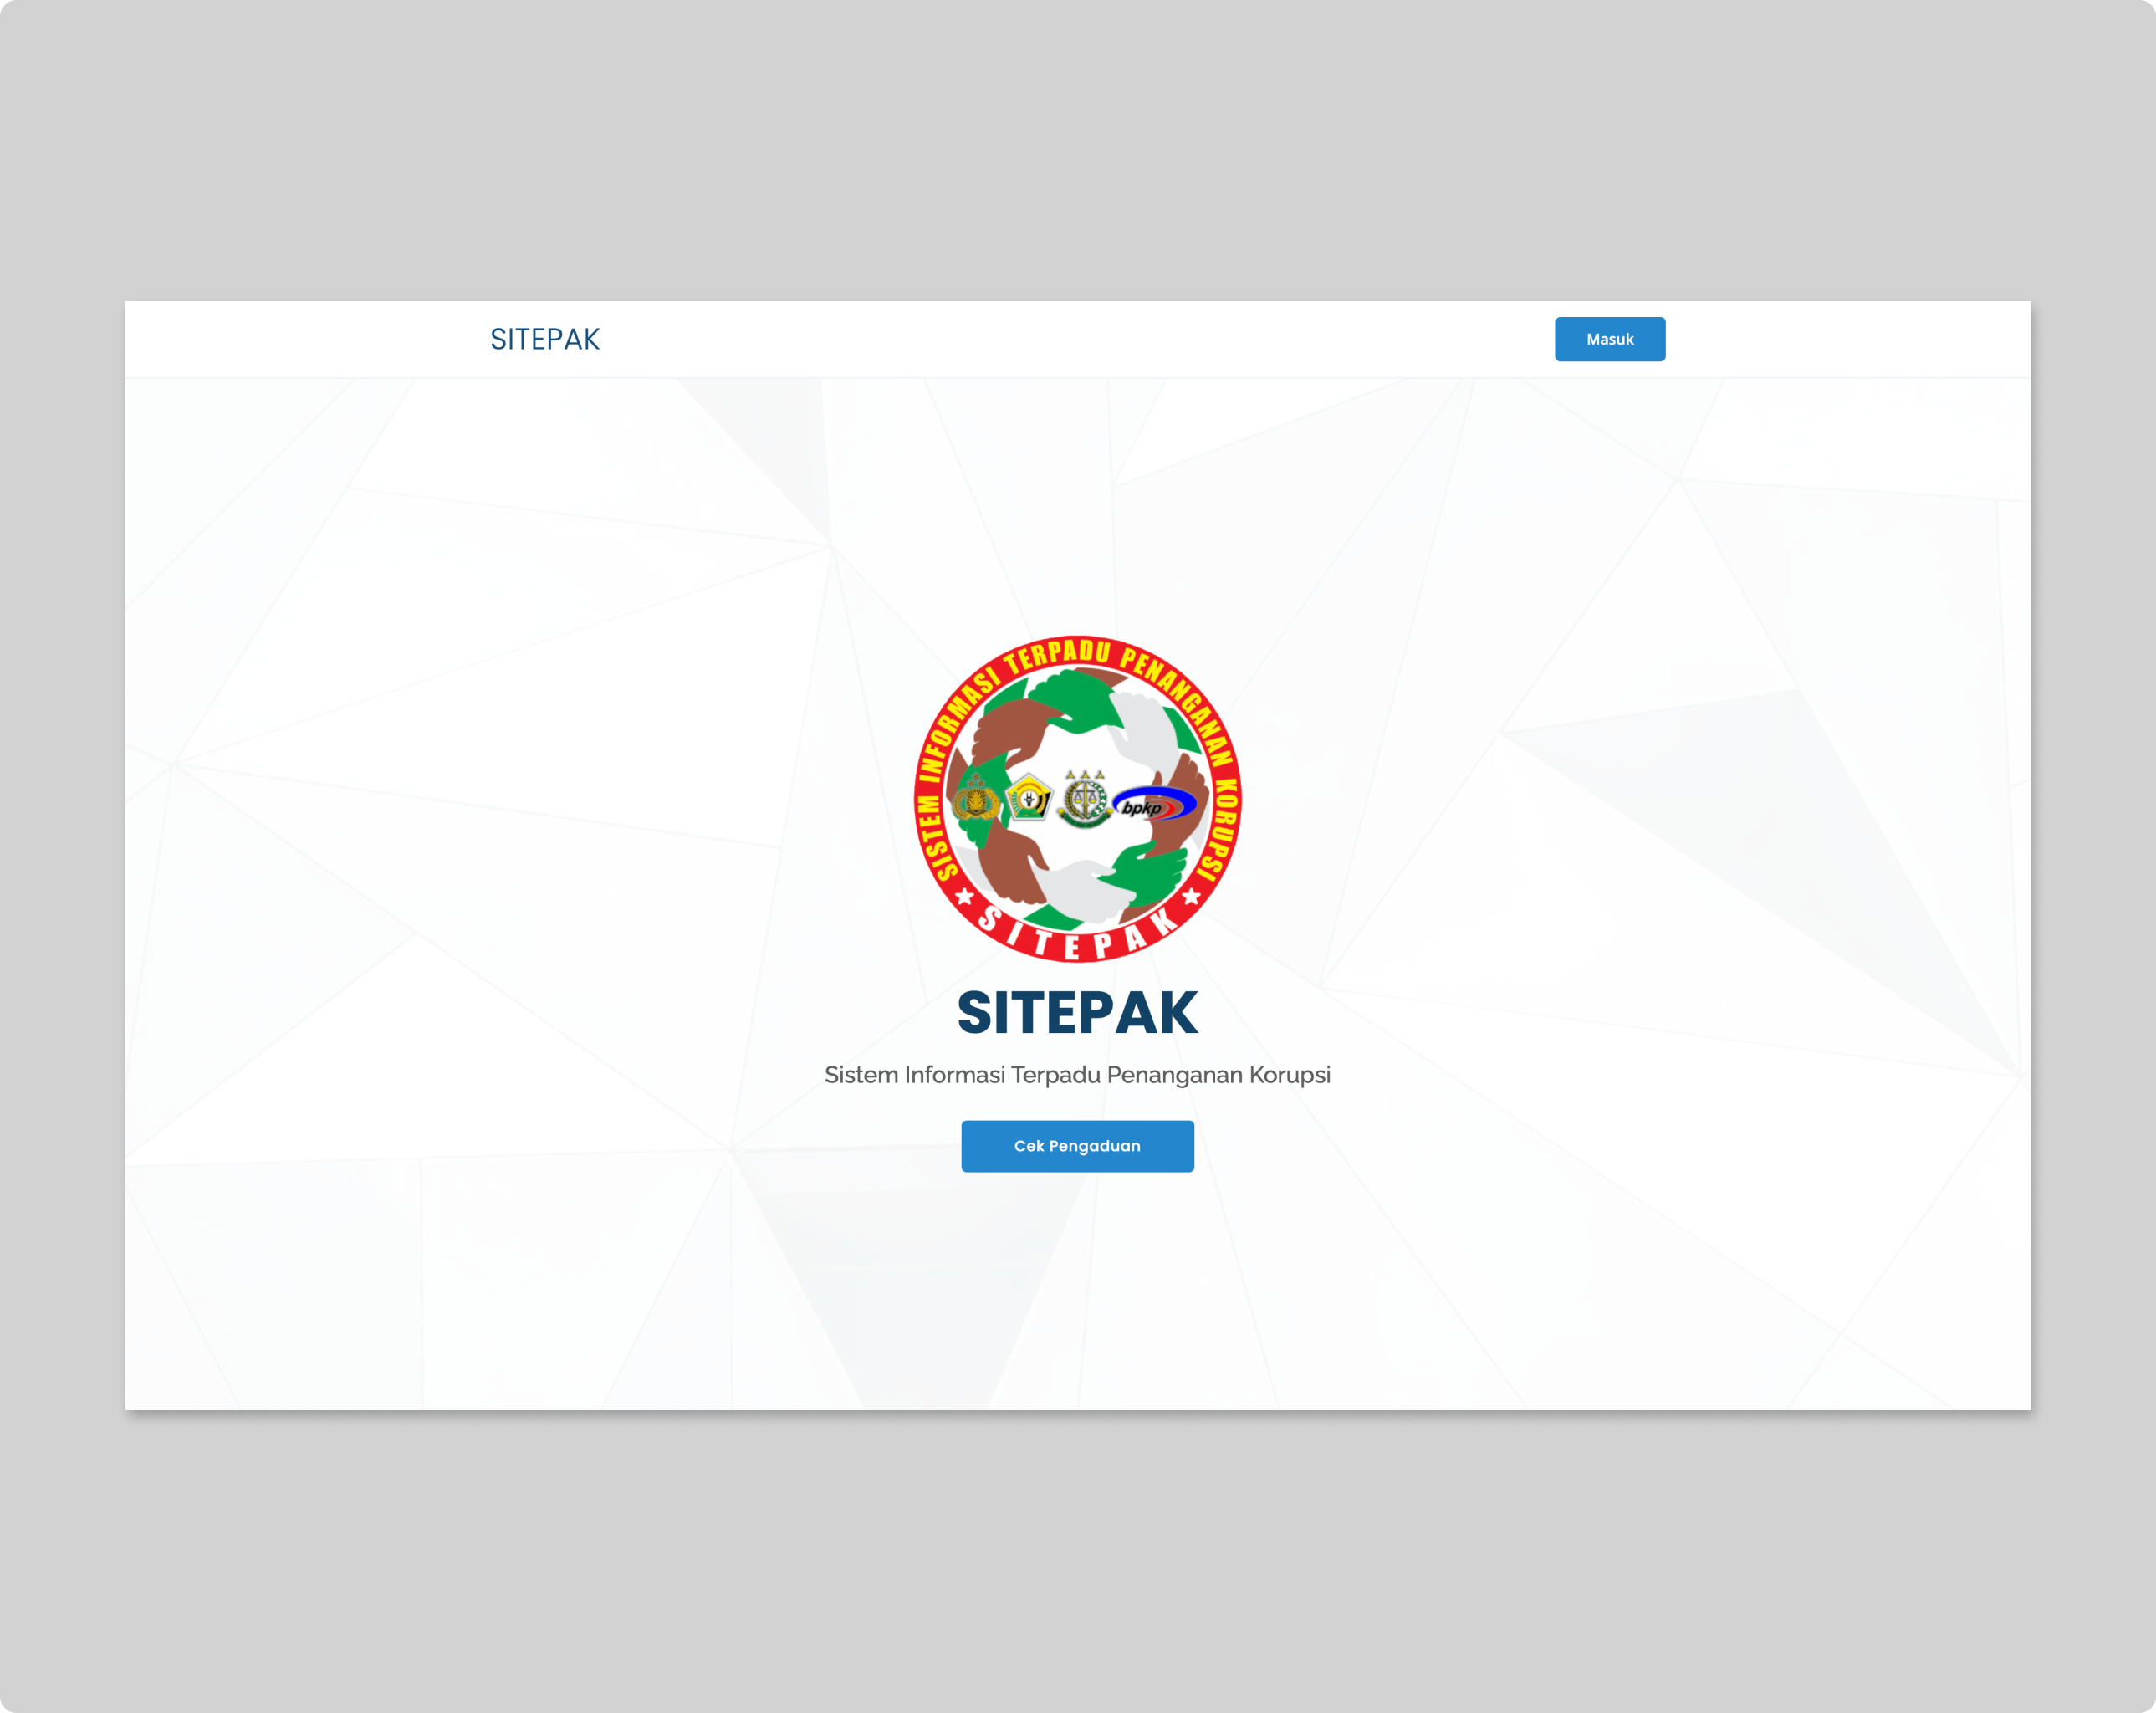 SITEPAK
Masuk
SISTEM INFORMASI TERPADU PENANGANAN KORUPSI
bpkp
SITEPAK
SITEPAK
Sistem Informasi Terpadu Penanganan Korupsi
Cek Pengaduan